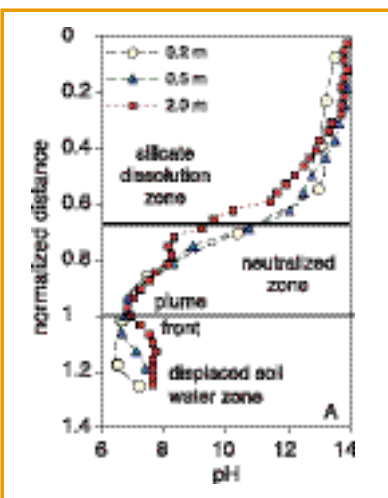 0
0.2
0.4
0.6
0.8
1
1.2
1.4
normalized distance
0.2 m
0.5 m
2.0 m
silicate
dissolution
zone
neutralized
zone
plume
front
displaced soil
water zone
A
6
8
10
12
14
pH